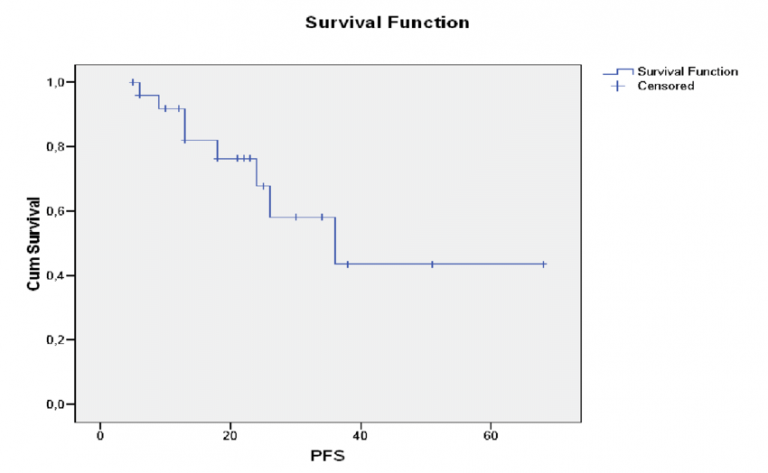 Survival Function
Survival Function
Censored
1,0
0,8
0,6
0,4
0,2
0,0
Cum Survival
0 20 40 60
PFS